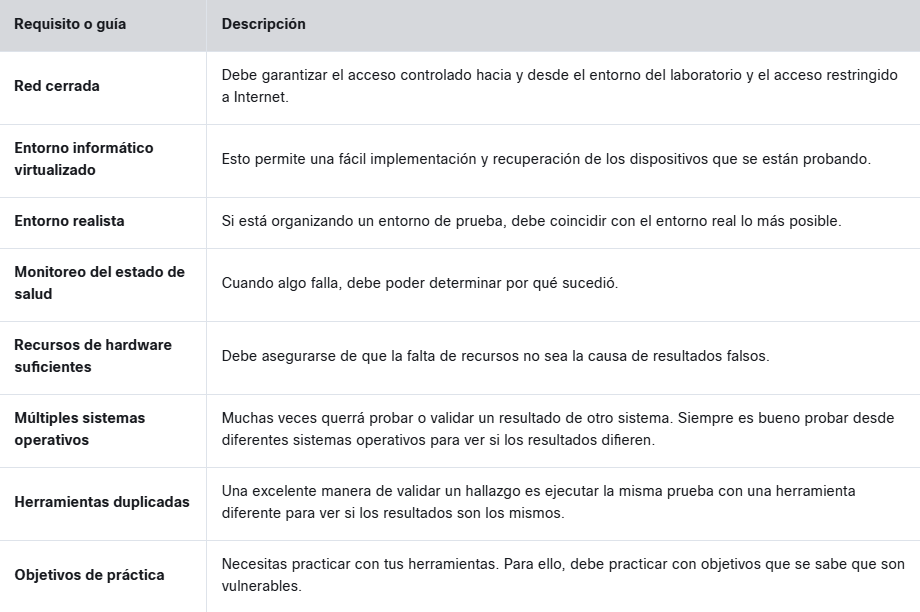 Requisito o guía
Descripción
Red cerrada
Debe garantizar el acceso controlado hacia y desde el entorno del laboratorio y el acceso restringido
a Internet.
Entorno informático
virtualizado
Esto permite una fácil implementación y recuperación de los dispositivos que se están probando.
Entorno realista
Si está organizando un entorno de prueba, debe coincidir con el entorno real lo más posible.
Monitoreo del estado de
salud
Cuando algo falla, debe poder determinar por qué sucedió.
Recursos de hardware
suficientes
Debe asegurarse de que la falta de recursos no sea la causa de resultados falsos.
Múltiples sistemas
operativos
Muchas veces querrá probar o validar un resultado de otro sistema. Siempre es bueno probar desde
diferentes sistemas operativos para ver si los resultados difieren.
Herramientas duplicadas
Una excelente manera de validar un hallazgo es ejecutar la misma prueba con una herramienta
diferente para ver si los resultados son los mismos.
Objetivos de práctica
Necesitas practicar con tus herramientas. Para ello, debe practicar con objetivos que se sabe que son
vulnerables.